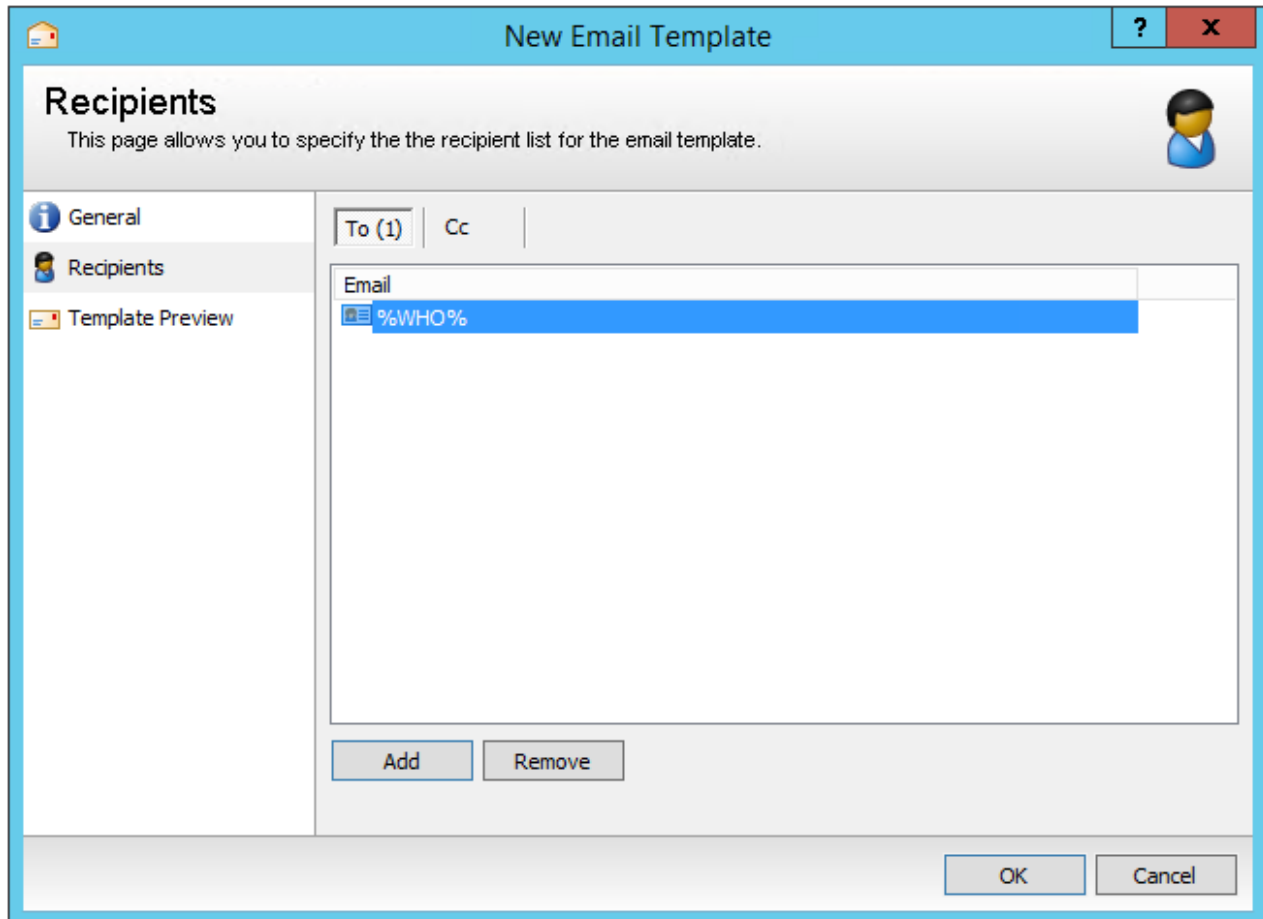 New Email Template
?
x
Recipients
This page allows you to specify the the recipient list for the email template.
General
Recipients
Template Preview
To (1)
Cc
Email
%WHO%
Add
Remove
OK
Cancel